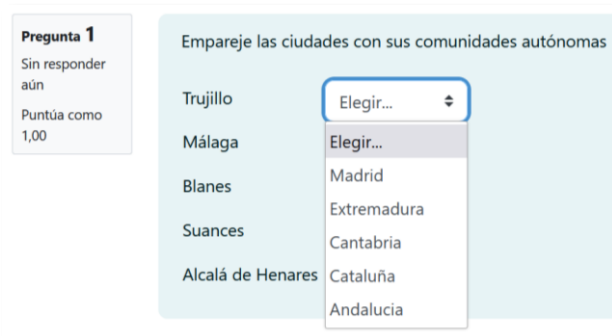 Pregunta 1
Sin responder
aún
Puntúa como
1,00
Empareje las ciudades con sus comunidades autónomas
Trujillo
Elegir...
Málaga
Blanes
Suances
Alcalá de Henares
Elegir...
Madrid
Extremadura
Cantabria
Cataluña
Andalucia